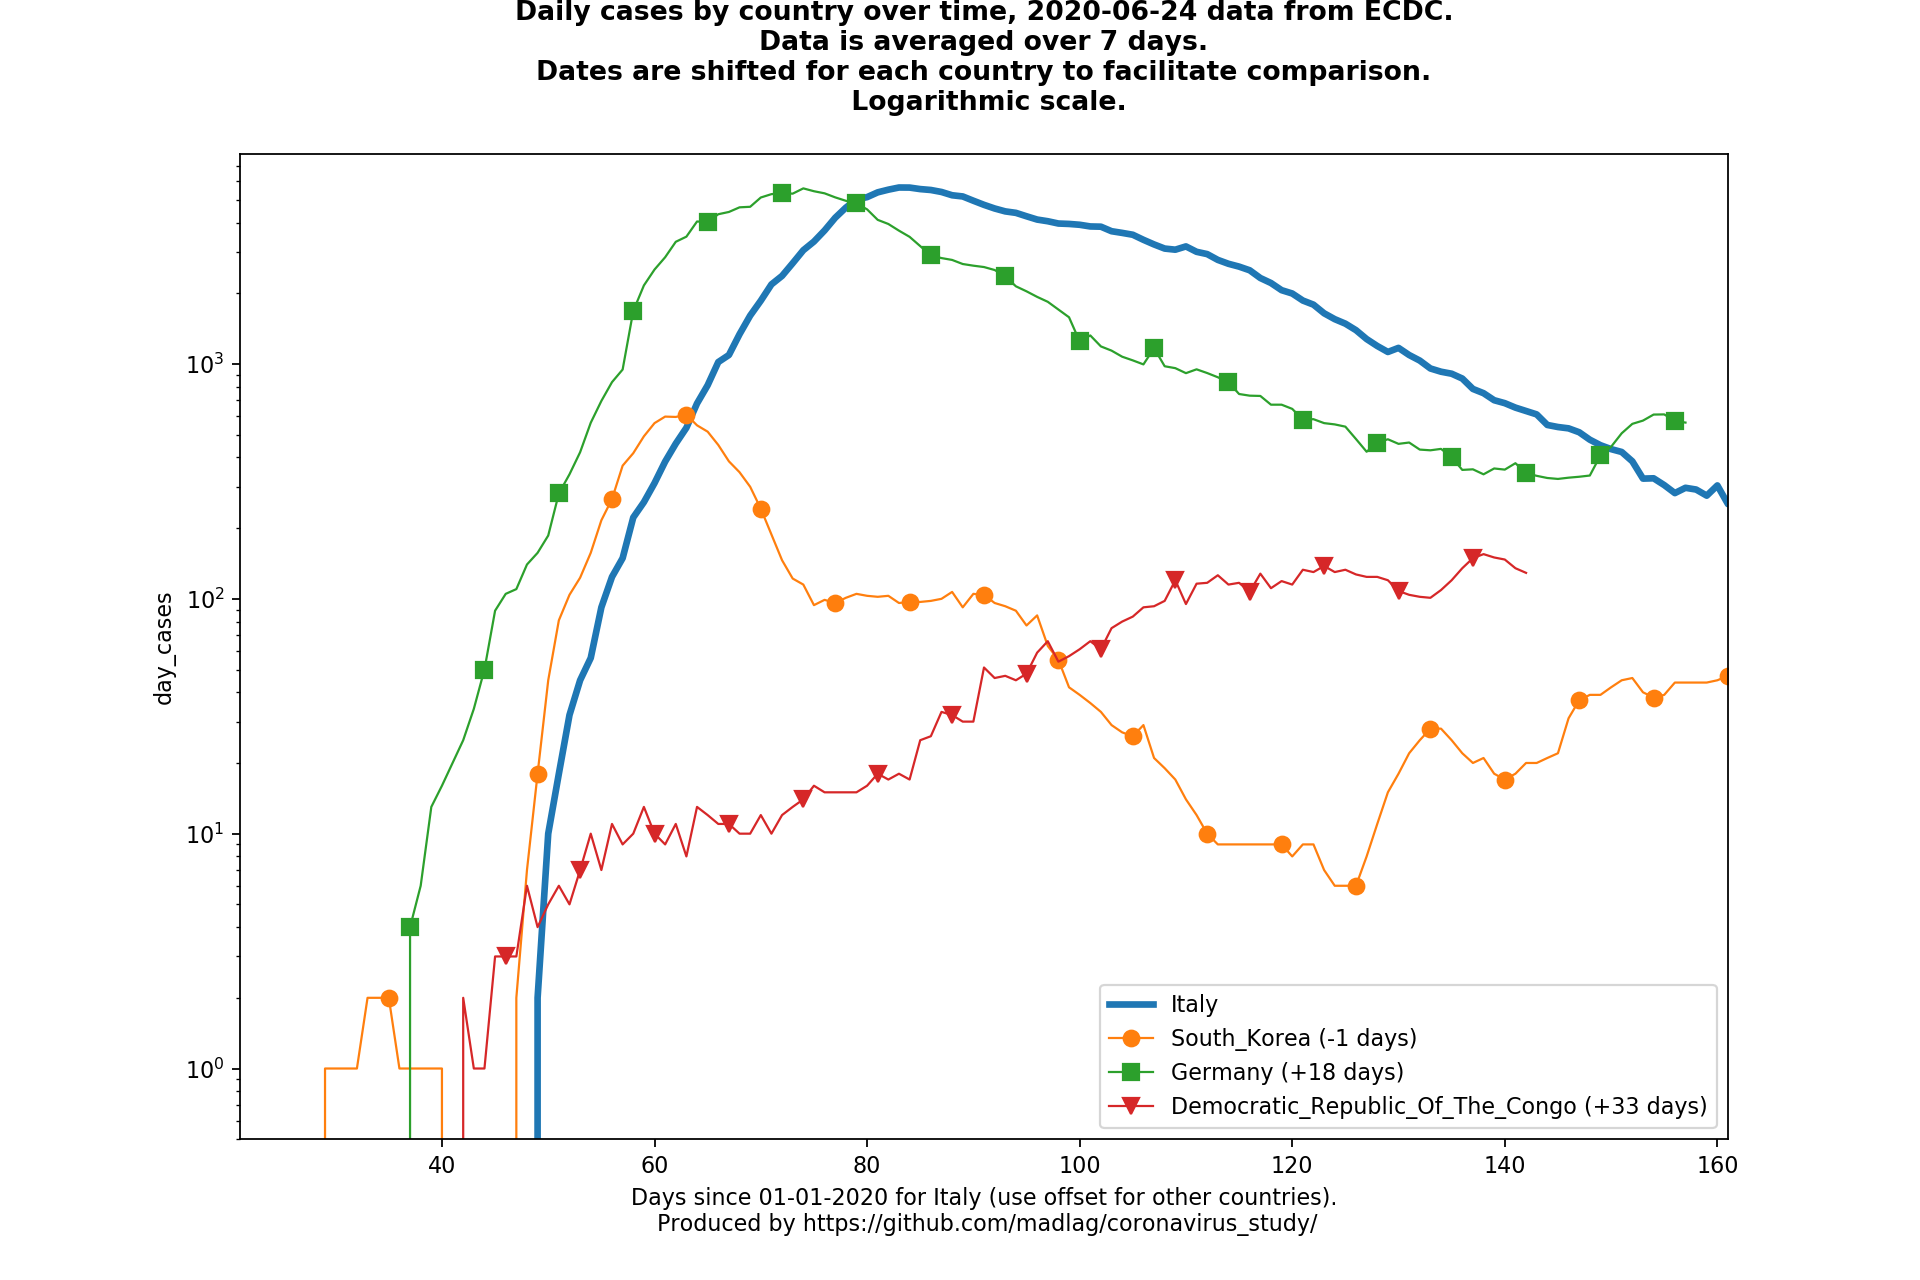 Daily cases by country over time, 2020-06-24 data from ECDC.
Data is averaged over 7 days.
Dates are shifted for each country to facilitate comparison.
Logarithmic scale.
10³
10²
10¹
10⁰
day_cases
Italy
South_Korea (-1 days)
Germany (+18 days)
Democratic_Republic_Of_The_Congo (+33 days)
40 60 80 100 120 140 160
Days since 01-01-2020 for Italy (use offset for other countries).
Produced by https://github.com/madlag/coronavirus_study/